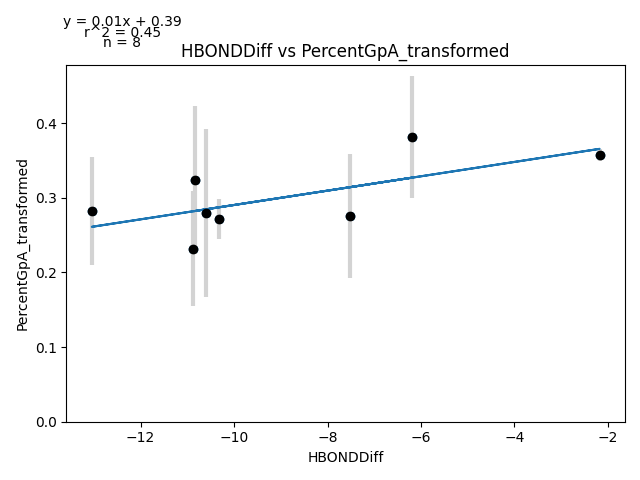 y = 0.01x + 0.39
r^2 = 0.45
n = 8
HBONDDiff vs PercentGpA_transformed
PercentGpA_transformed
0.4
0.3
0.2
0.1
0.0
−12
−10
−8
−6
−4
−2
HBONDDiff